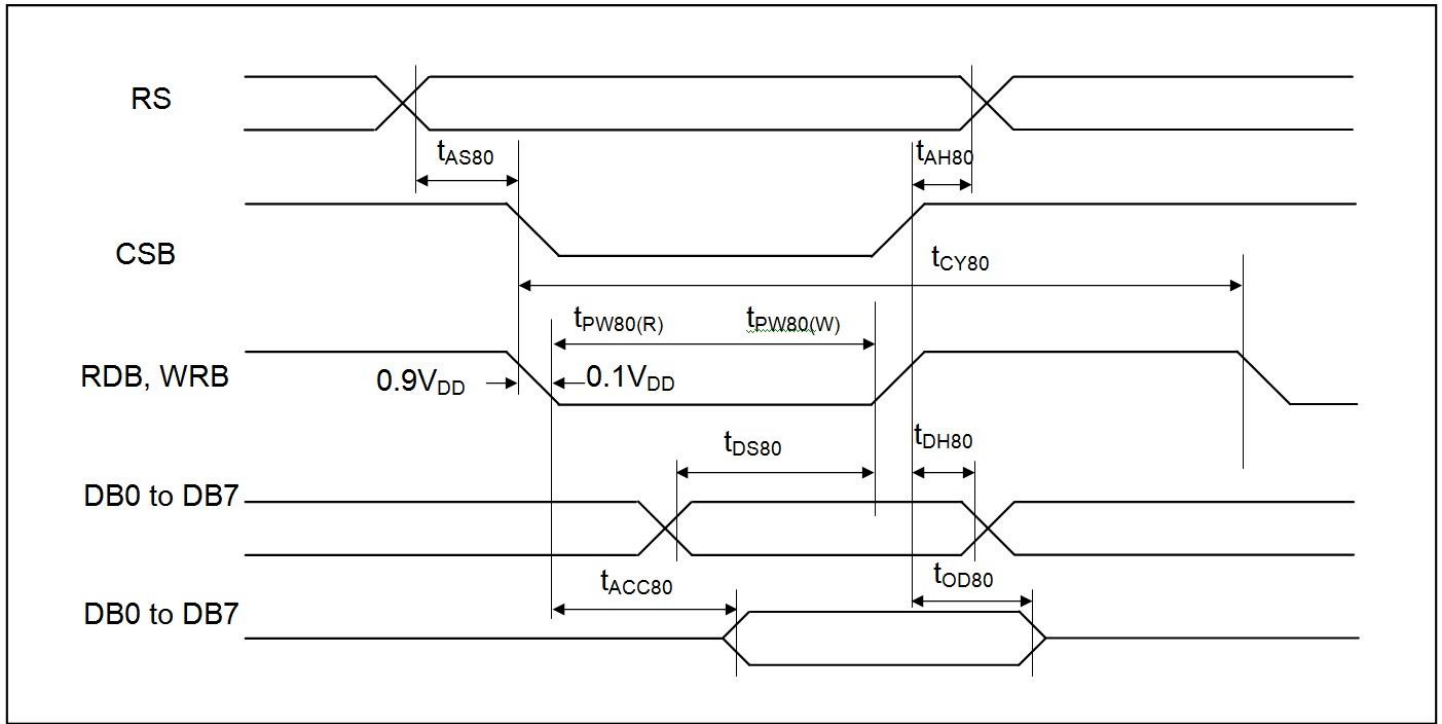 RS
tAS80
tAH80
CSB
tCY80
tPW80(R)
tPW80(W)
RDB, WRB
0.9VDD
0.1VDD
tDS80
tDH80
DB0 to DB7
tACC80
tOD80
DB0 to DB7